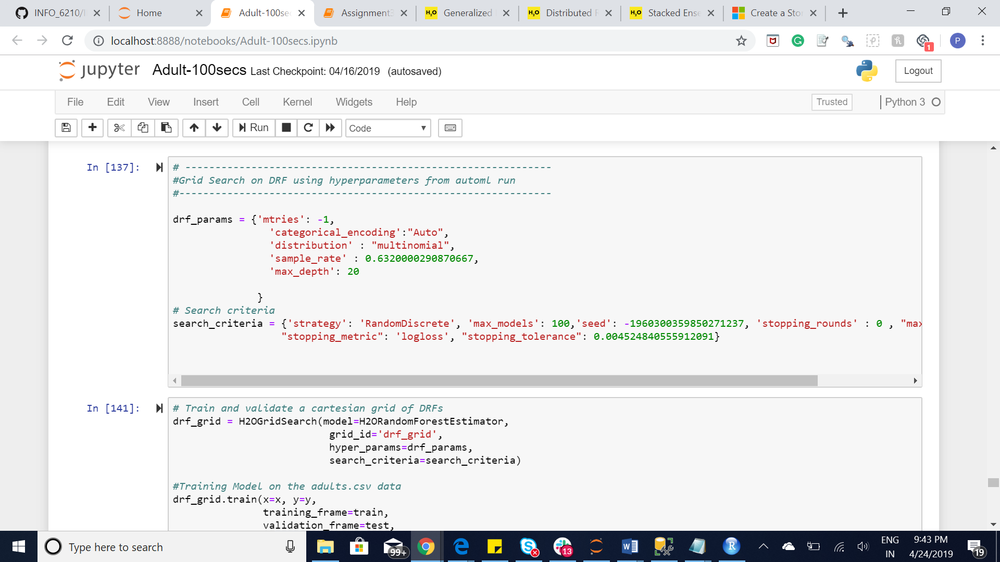 INFO_6210/
Home
Adult-100sec
Assignment
Generalized
Distributed
Stacked Ense
Create a Stor
localhost:8888/notebooks/Adult-100secs.ipynb
1
P
jupyter Adult-100secs Last Checkpoint: 04/16/2019 (autosaved)
Logout
File Edit View Insert Cell Kernel Widgets Help
Trusted
Python 3
Run
Code
In [137]:
# -------------------------------------------------------------
#Grid Search on DRF using hyperparameters from automl run
#--------------------------------------------------------------
drf_params = {'mtries': -1,
'categorical_encoding':"Auto",
'distribution' : "multinomial",
'sample_rate' : 0.6320000290870667,
'max_depth': 20
}
# Search criteria
search_criteria = {'strategy': 'RandomDiscrete', 'max_models': 100,'seed': -1960300359850271237, 'stopping_rounds' : 0 , "max
"stopping_metric": 'logloss', "stopping_tolerance": 0.004524840555912091}
In [141]:
# Train and validate a cartesian grid of DRFs
drf_grid = H2OGridSearch(model=H2ORandomForestEstimator,
grid_id='drf_grid',
hyper_params=drf_params,
search_criteria=search_criteria)
#Training Model on the adults.csv data
drf_grid.train(x=x, y=y,
training_frame=train,
validation_frame=test,
Type here to search
99+
13
R
ENG
IN
9:43 PM
4/24/2019
19